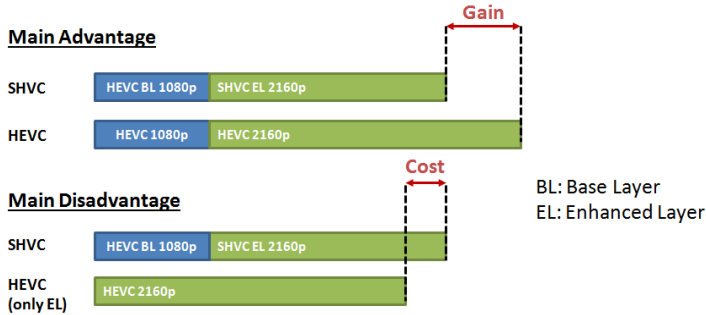 Gain
Main Advantage
SHVC HEVC BL 1080p SHVC EL 2160p
HEVC HEVC 1080p HEVC 2160p
Cost
BL: Base Layer
EL: Enhanced Layer
Main Disadvantage
SHVC HEVC BL 1080p SHVC EL 2160p
HEVC
(only EL)
HEVC 2160p